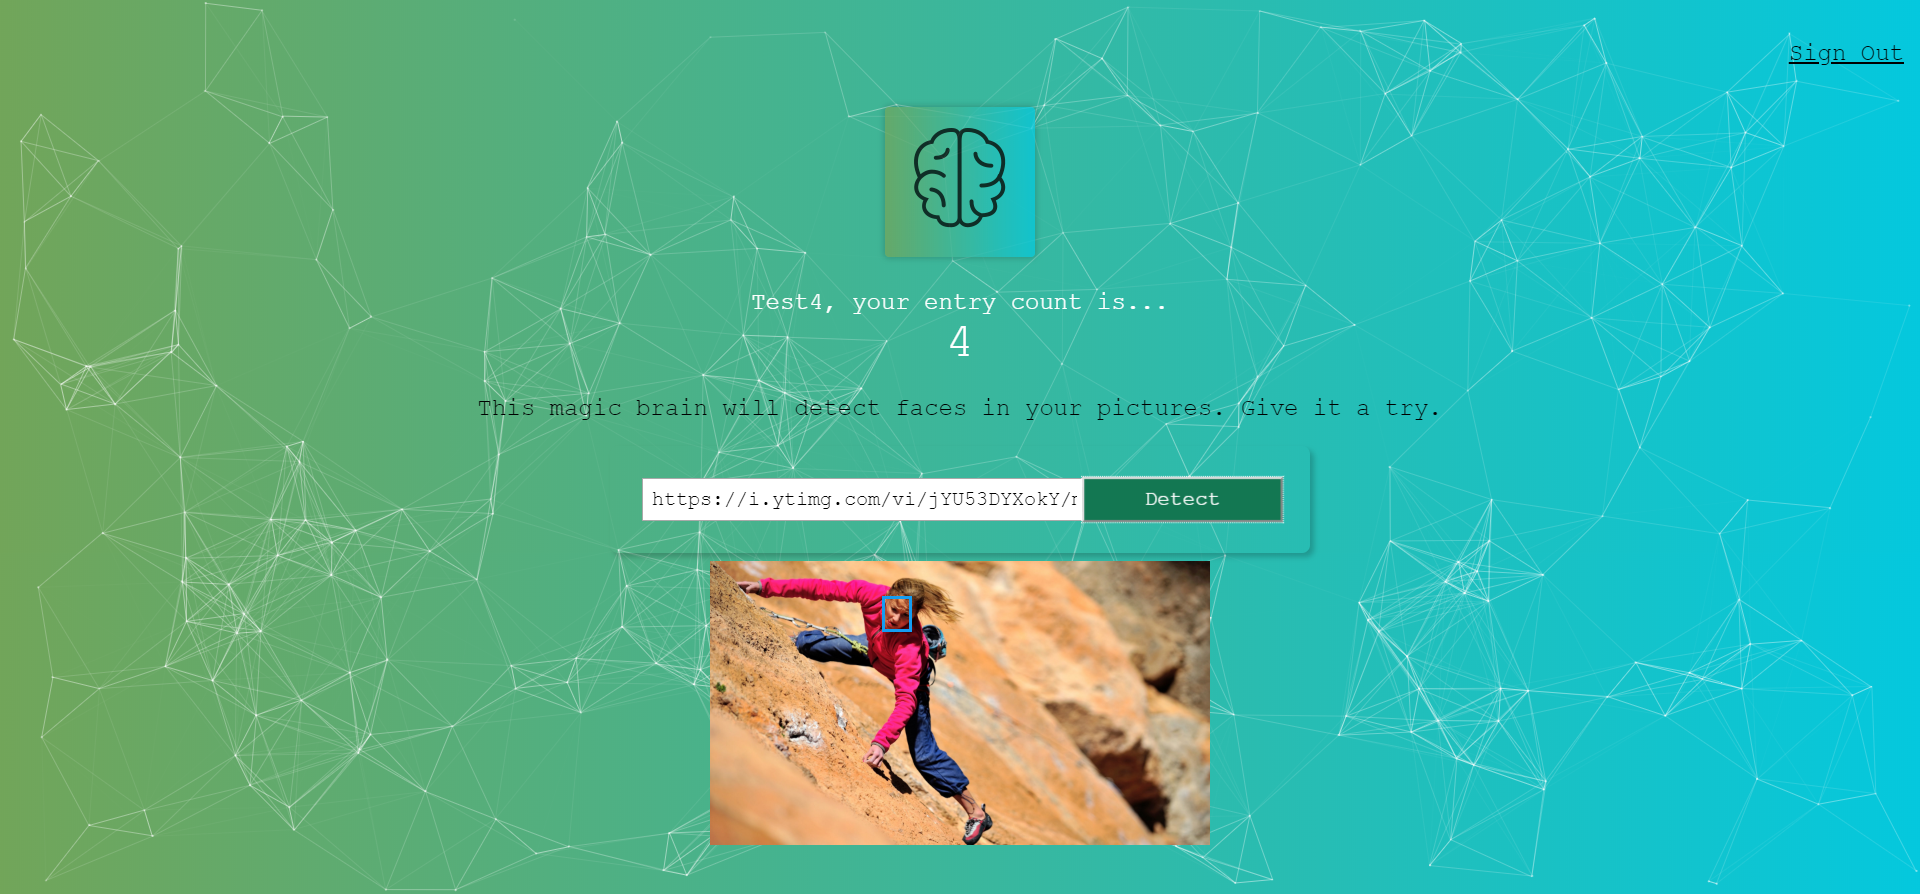 Sign Out
Test4, your entry count is...
4
This magic brain will detect faces in your pictures. Give it a try.
https://i.ytimg.com/vi/jYU53DYXokY/
Detect